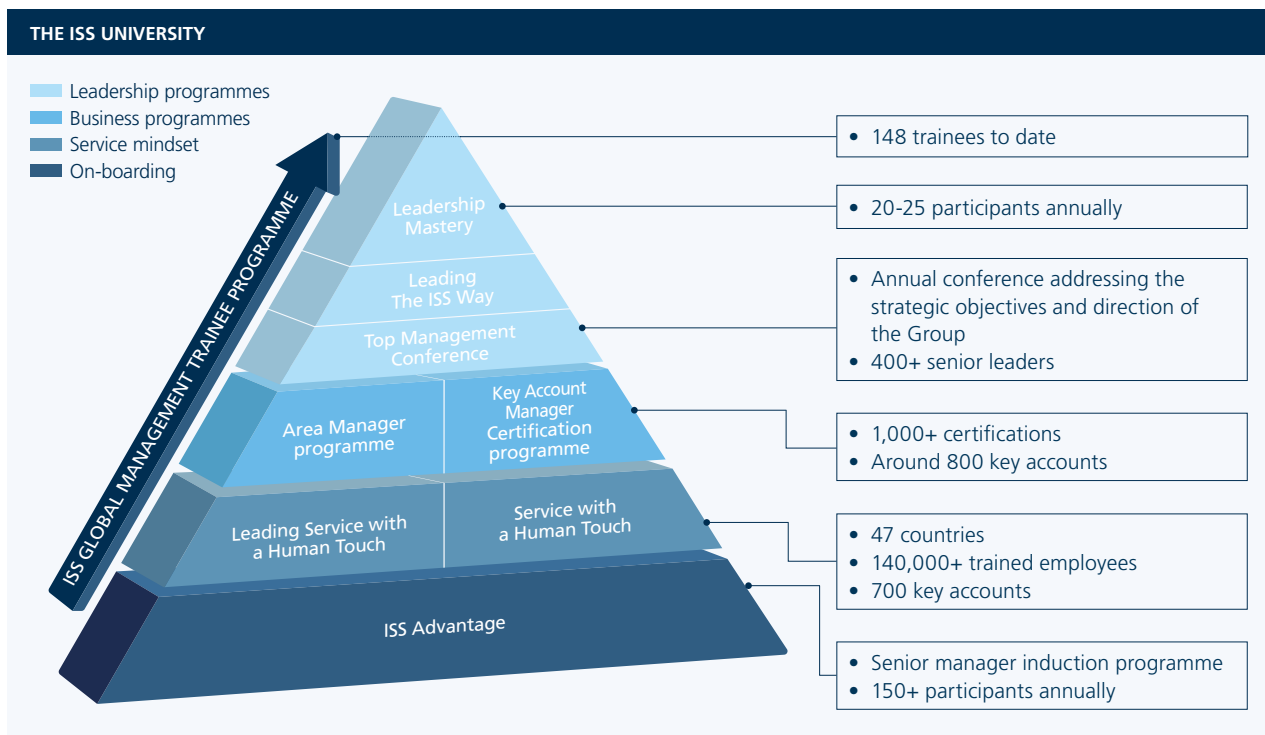 THE ISS UNIVERSITY
Leadership programmes
Business programmes
Service mindset
On-boarding
ISS GLOBAL MANAGEMENT TRAINEE PROGRAMME
Leadership
Mastery
Leading
The ISS Way
Top Management
Conference
Area Manager
programme
Key Account
Manager
Certification
programme
Leading Service with
a Human Touch
Service with
a Human Touch
ISS Advantage
• 148 trainees to date
• 20-25 participants annually
• Annual conference addressing the
strategic objectives and direction of
the Group
• 400+ senior leaders
• 1,000+ certifications
• Around 800 key accounts
• 47 countries
• 140,000+ trained employees
• 700 key accounts
• Senior manager induction programme
• 150+ participants annually